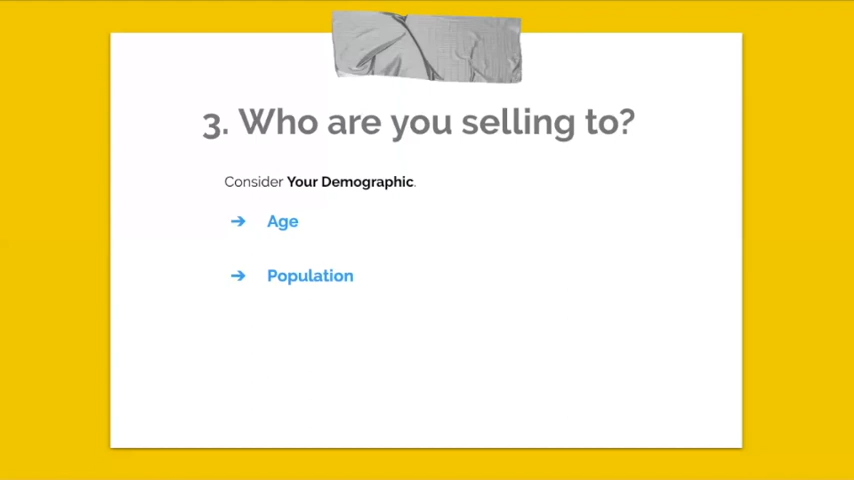 3. Who are you selling to?
Consider Your Demographic.
➔ Age
➔ Population